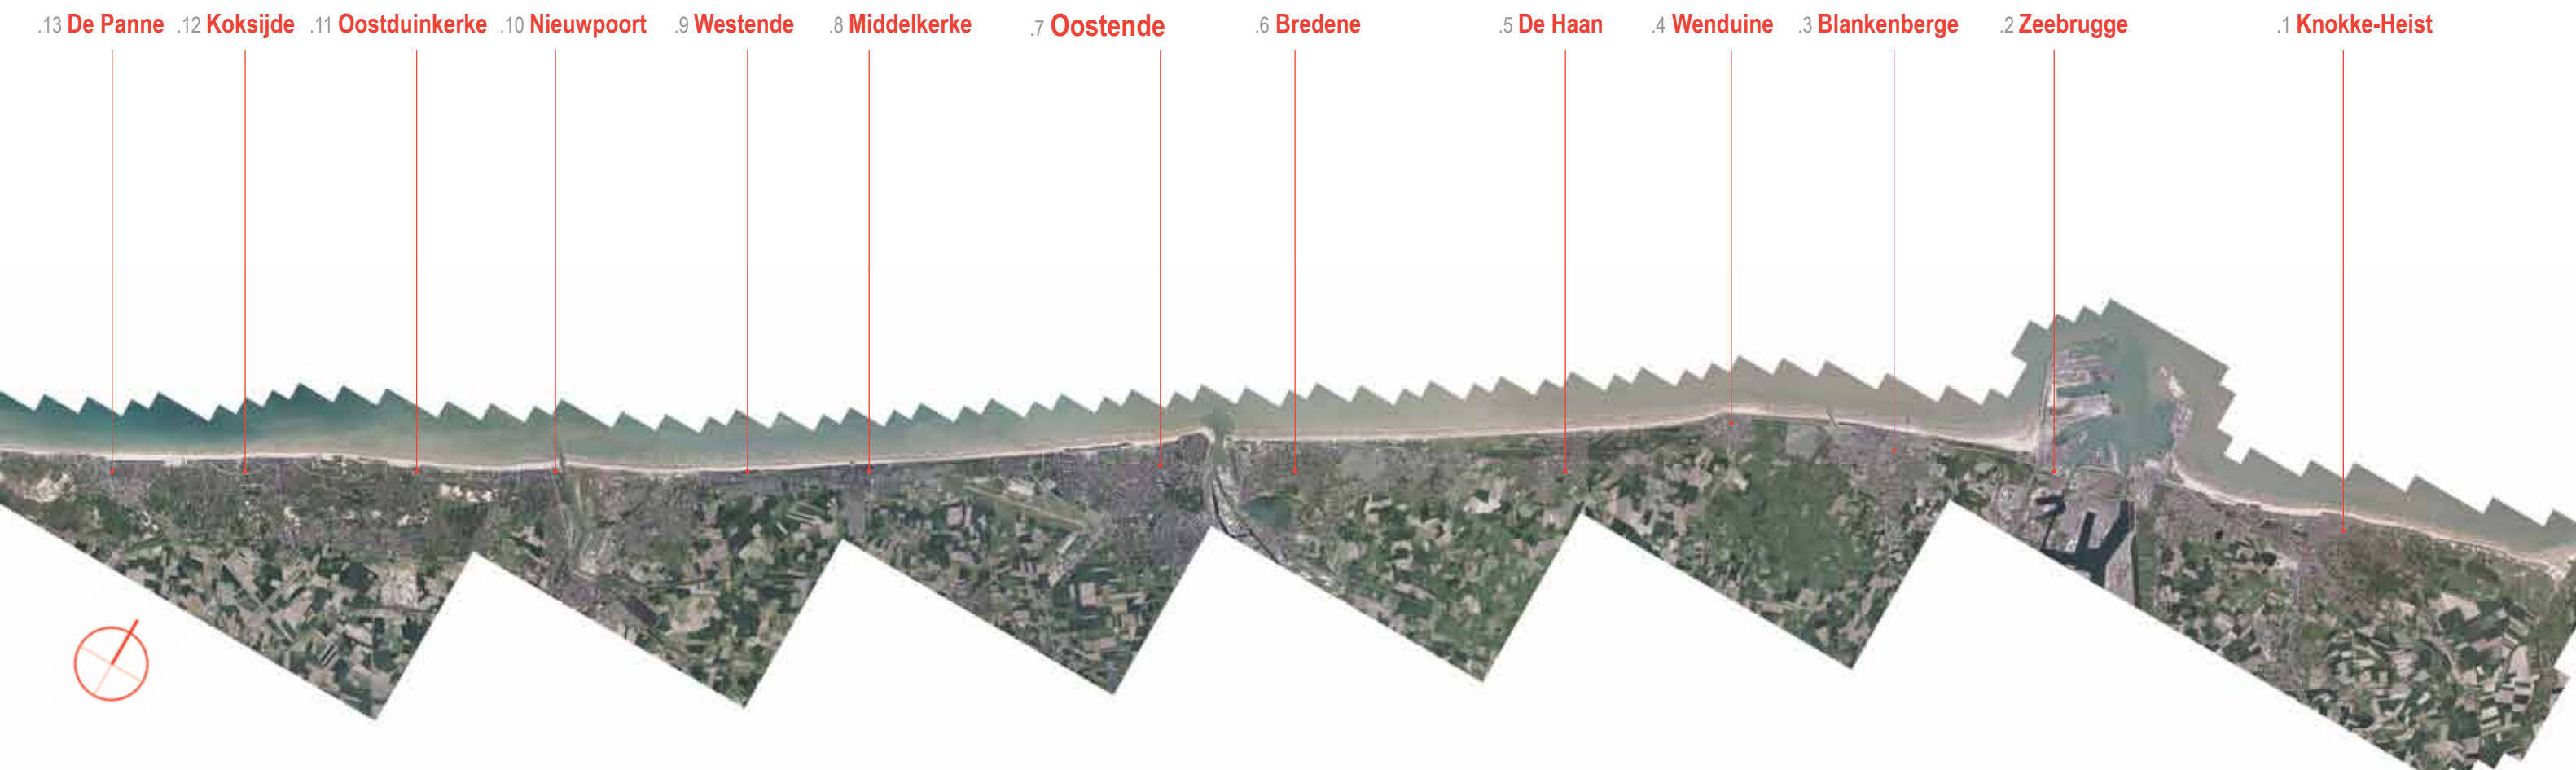 .13 De Panne .12 Koksijde .11 Oostduinkerke .10 Nieuwpoort .9 Westende .8 Middelkerke .7 Oostende .6 Bredene .5 De Haan .4 Wenduine .3 Blankenberge .2 Zeebrugge .1 Knokke-Heist